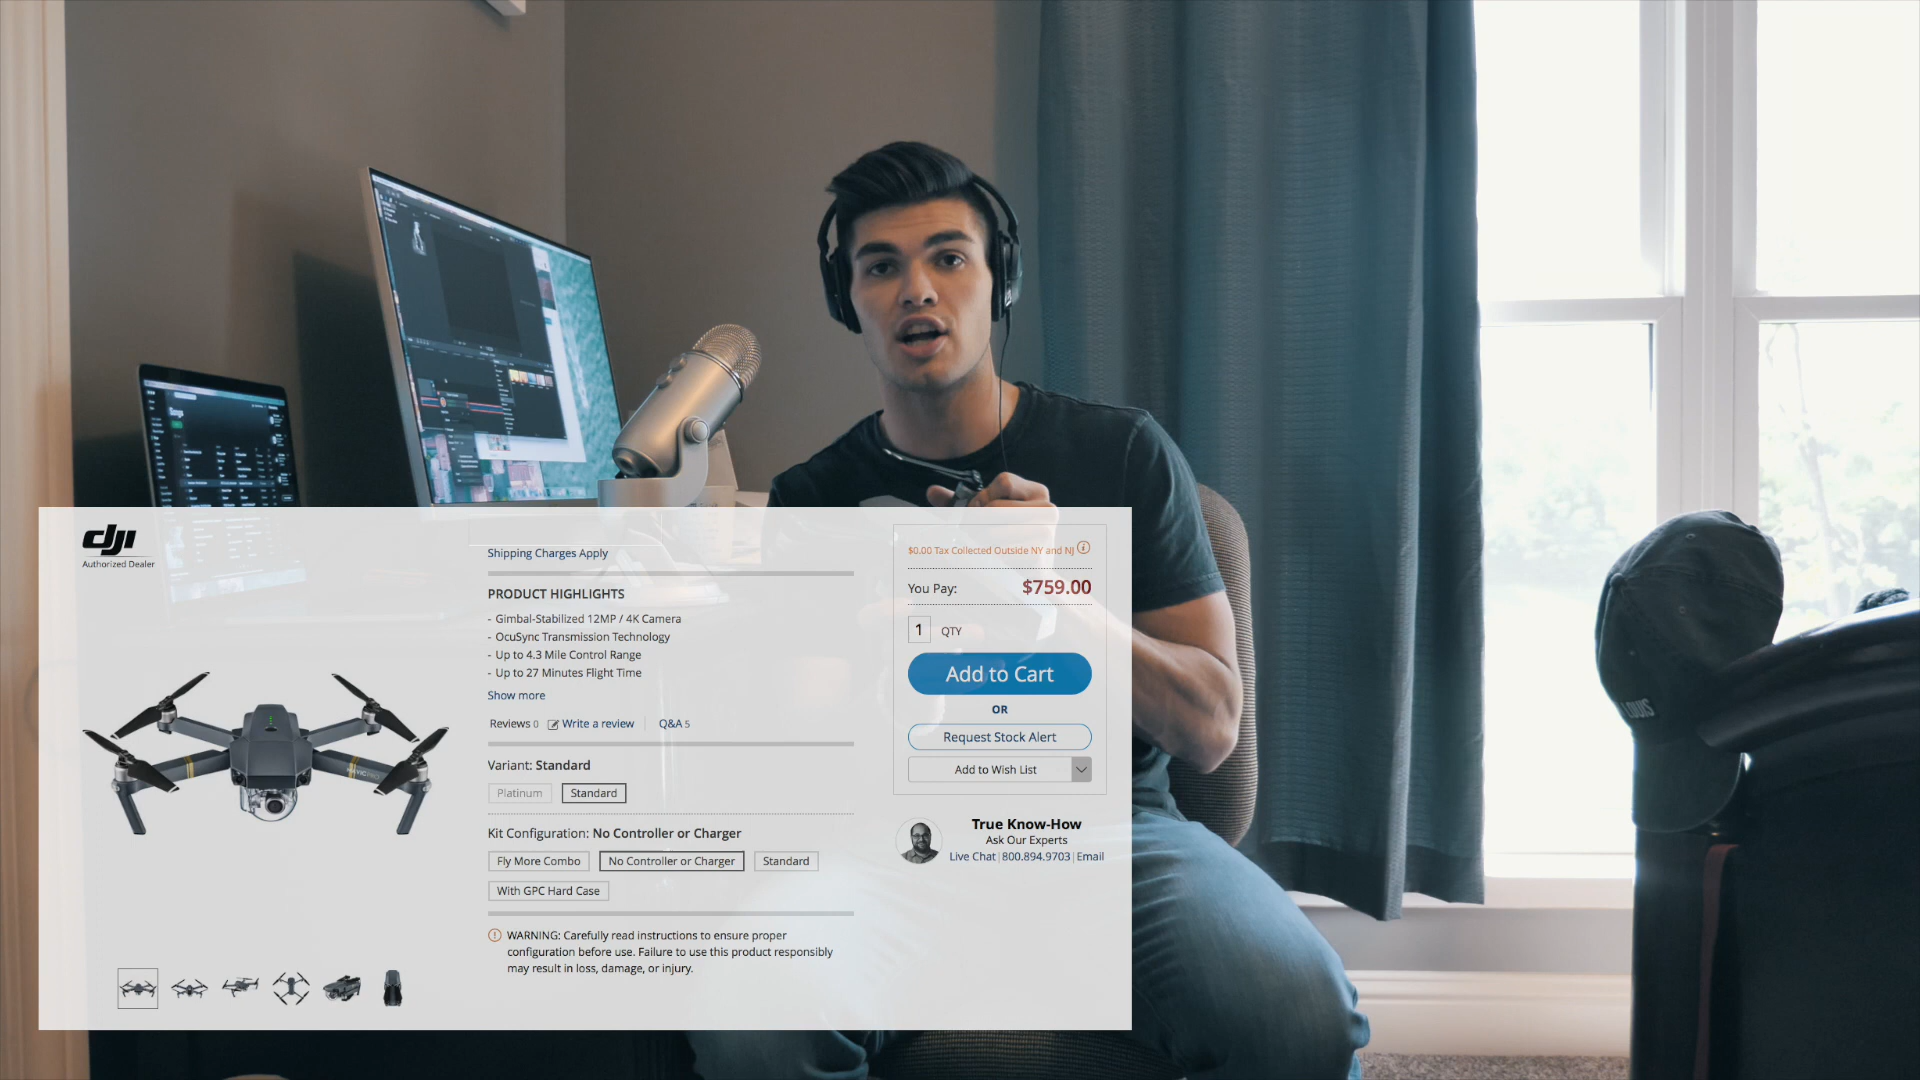 dji
Authorized Dealer
Shipping Charges Apply
PRODUCT HIGHLIGHTS
- Gimbal-Stabilized 12MP / 4K Camera
- OcuSync Transmission Technology
- Up to 4.3 Mile Control Range
- Up to 27 Minutes Flight Time
Show more
Reviews 0 Write a review Q&A 5
Variant: Standard
Platinum Standard
Kit Configuration: No Controller or Charger
Fly More Combo No Controller or Charger Standard
With GPC Hard Case
WARNING: Carefully read instructions to ensure proper
configuration before use. Failure to use this product responsibly
may result in loss, damage, or injury.
$0.00 Tax Collected Outside NY and NJ
You Pay: $759.00
1 QTY
Add to Cart
OR
Request Stock Alert
Add to Wish List
True Know-How
Ask Our Experts
Live Chat | 800.894.9703 | Email
Songs
LOUIS